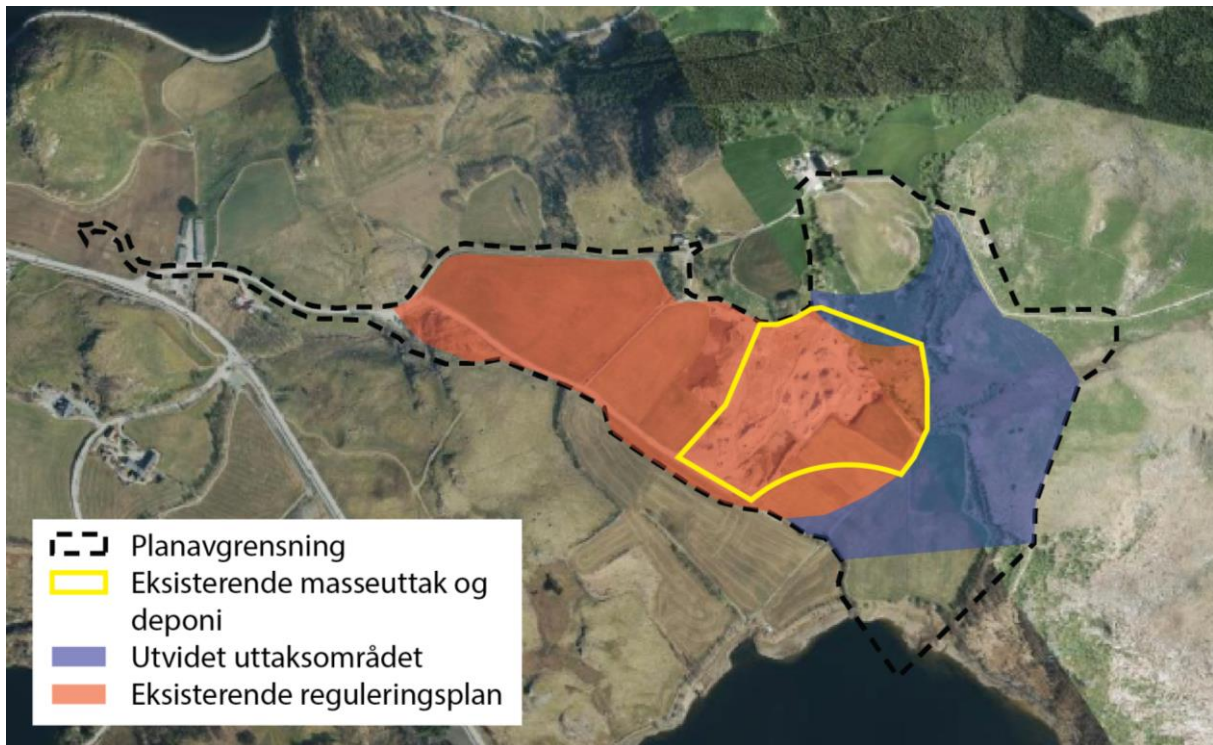 Planavgrensning
Eksisterende masseuttak og
deponi
Utvidet uttaksområdet
Eksisterende reguleringsplan